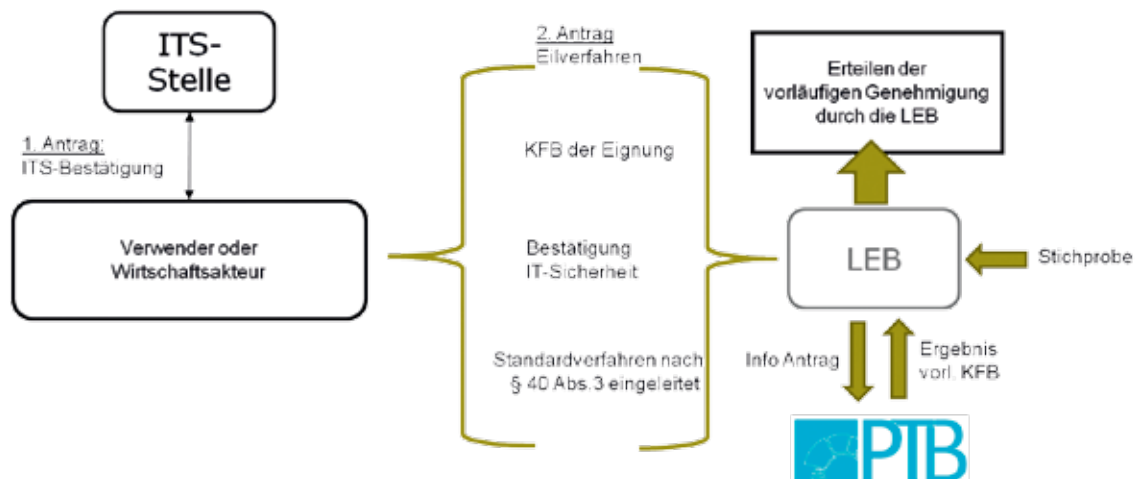 ITS-
Stelle
1. Antrag:
ITS-Bestätigung
Verwender oder
Wirtschaftsakteur
2. Antrag
Eilverfahren
KFB der Eignung
Bestätigung
IT-Sicherheit
Standardverfahren nach
§ 40 Abs.3 eingeleitet
Erteilen der
vorläufigen Genehmigung
durch die LEB
LEB
Stichprobe
Info Antrag
Ergebnis
vorl. KFB
PTB